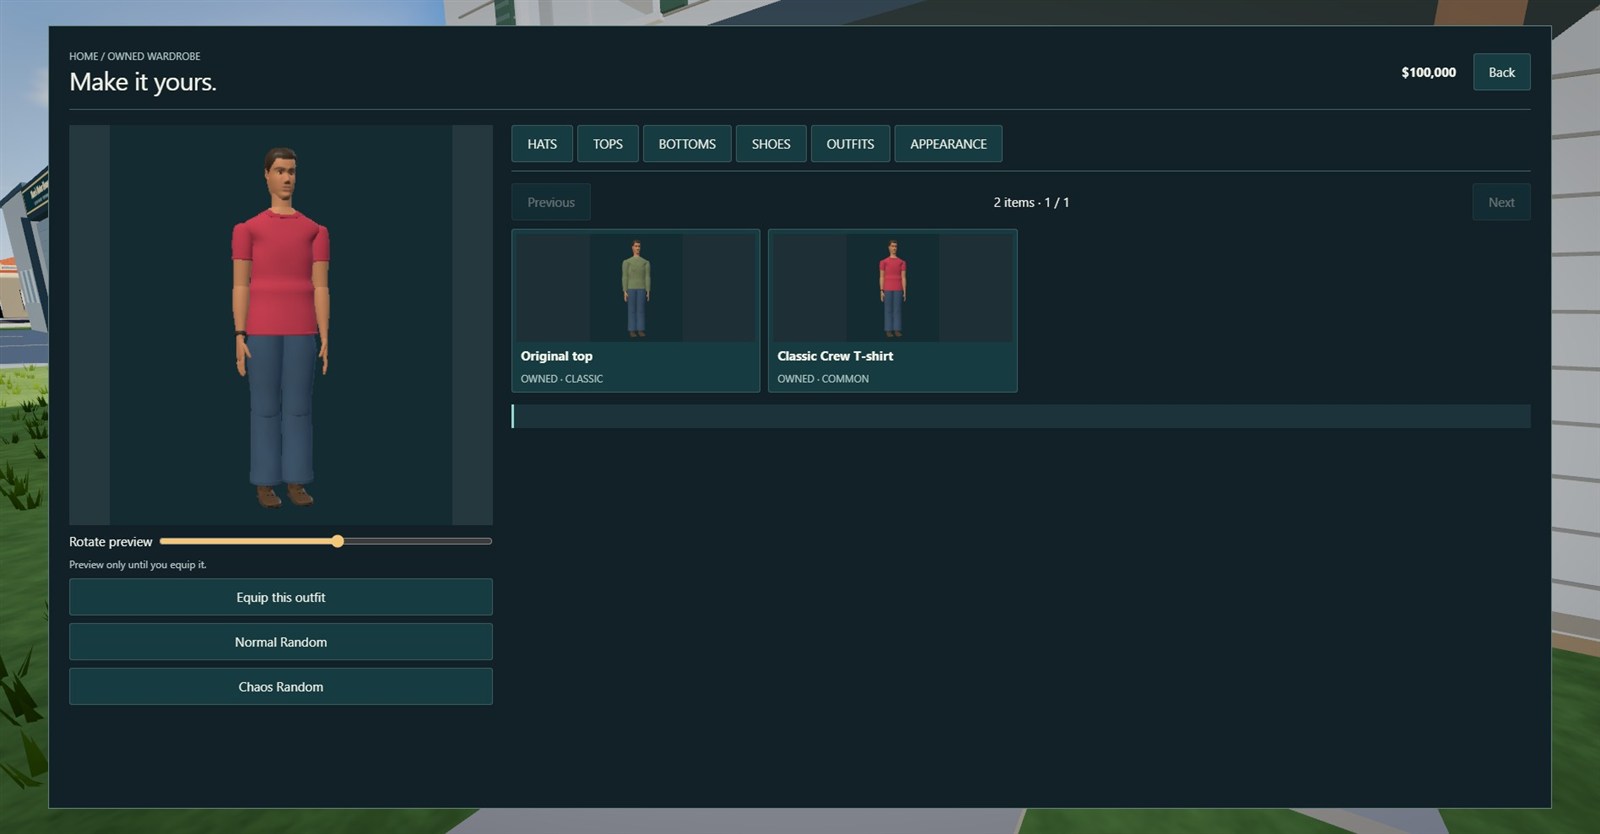 HOME / OWNED WARDROBE
Make it yours.
$100,000
Back
HATS
TOPS
BOTTOMS
SHOES
OUTFITS
APPEARANCE
Previous
2 items · 1 / 1
Next
Original top
OWNED · CLASSIC
Classic Crew T-shirt
OWNED · COMMON
Rotate preview
Preview only until you equip it.
Equip this outfit
Normal Random
Chaos Random